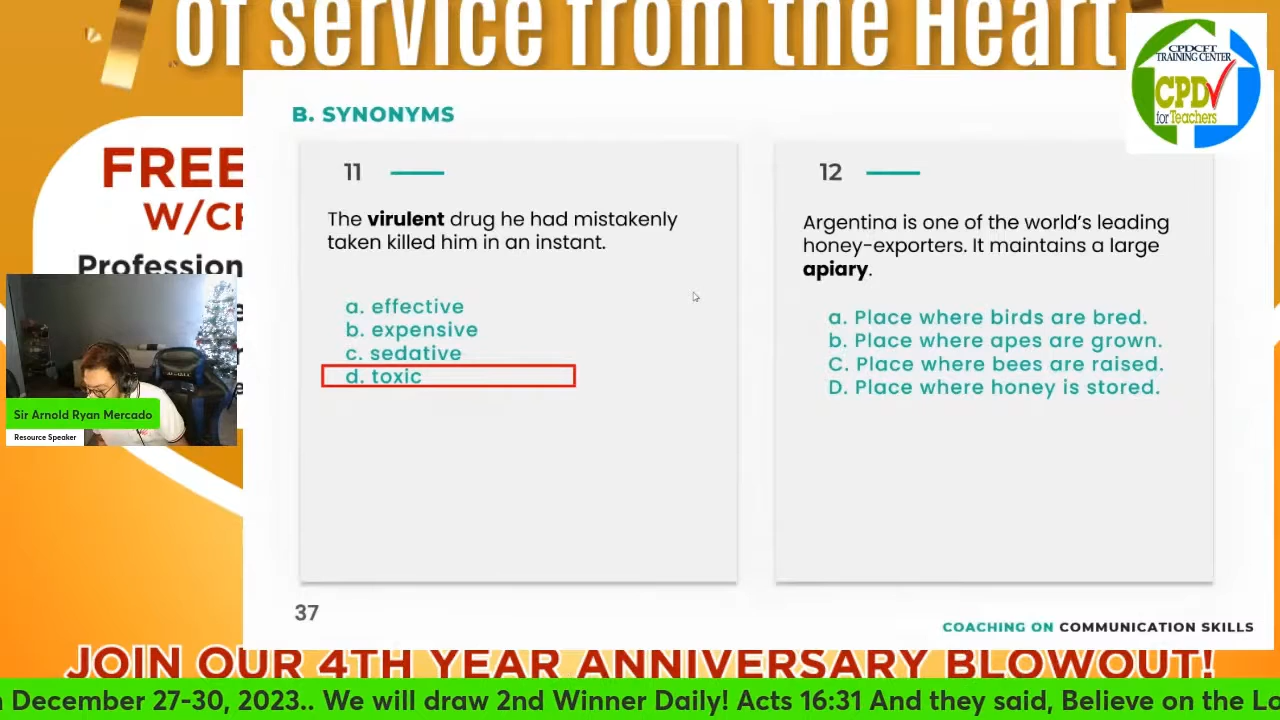 of service from the Heart
CPDCFT
TRAINING CENTER
CPD
for Teachers
B. SYNONYMS
FREE
W/CP
Profession
11
The virulent drug he had mistakenly
taken killed him in an instant.
a. effective
b. expensive
c. sedative
d. toxic
12
Argentina is one of the world's leading
honey-exporters. It maintains a large
apiary.
a. Place where birds are bred.
b. Place where apes are grown.
C. Place where bees are raised.
D. Place where honey is stored.
Sir Arnold Ryan Mercado
Resource Speaker
37
COACHING ON COMMUNICATION SKILLS
JOIN OUR 4TH YEAR ANNIVERSARY BLOWOUT!
December 27-30, 2023.. We will draw 2nd Winner Daily! Acts 16:31 And they said, Believe on the Lo